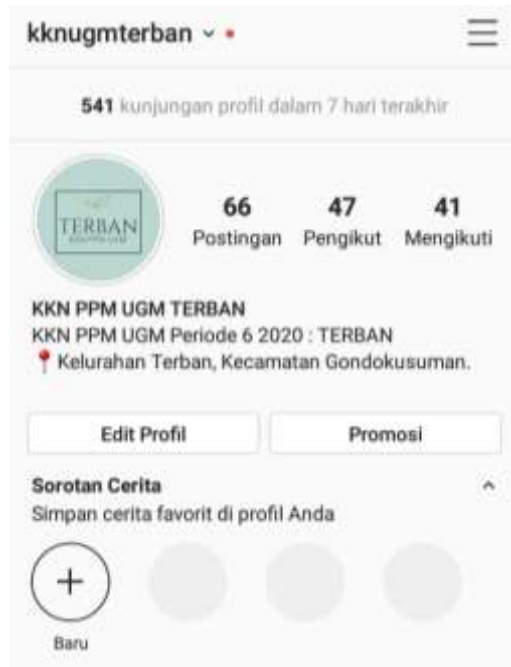 kknugmterban
541 kunjungan profil dalam 7 hari terakhir
TERBAN
66 47 41
Postingan Pengikut Mengikuti
KKN PPM UGM TERBAN
KKN PPM UGM Periode 6 2020 : TERBAN
Kelurahan Terban, Kecamatan Gondokusuman.
Edit Profil Promosi
Sorotan Cerita
Simpan cerita favorit di profil Anda
Baru